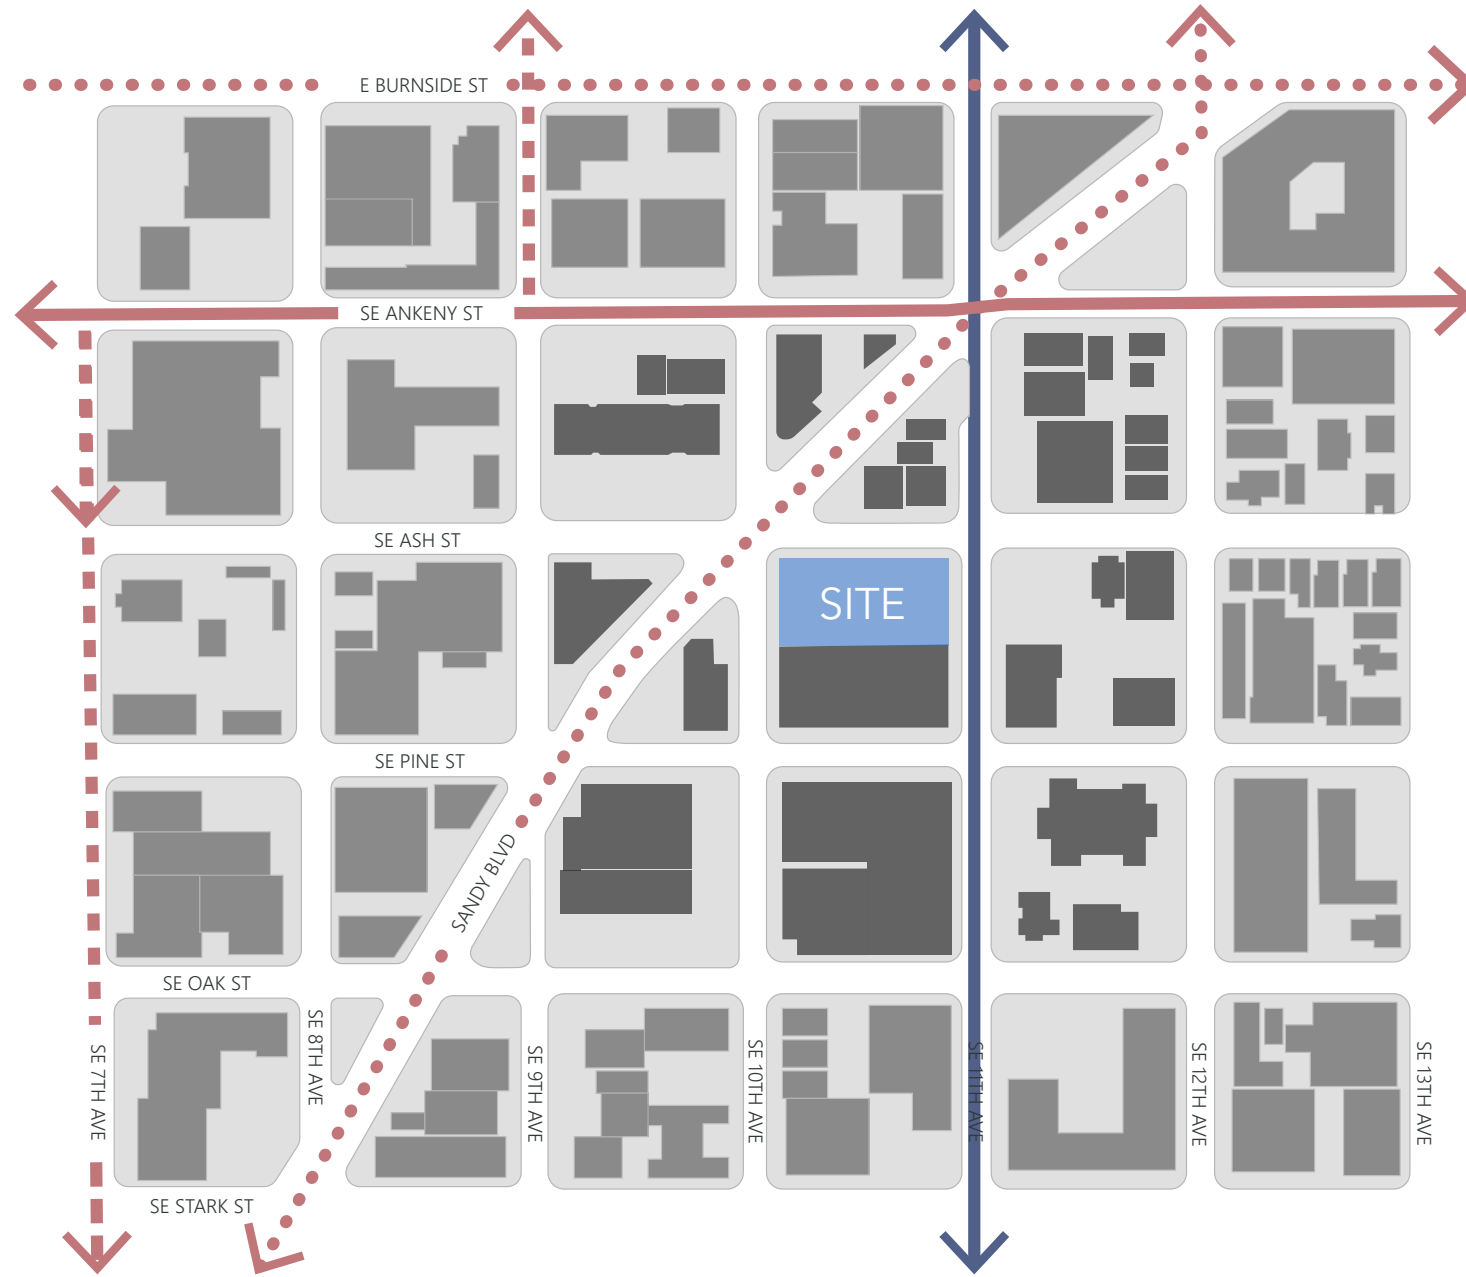 E BURNSIDE ST
SE ANKENY ST
SE ASH ST
SITE
SE PINE ST
SANDY BLVD
SE OAK ST
SE 7TH AVE
SE 8TH AVE
SE 9TH AVE
SE 10TH AVE
SE 11TH AVE
SE 12TH AVE
SE 13TH AVE
SE STARK ST